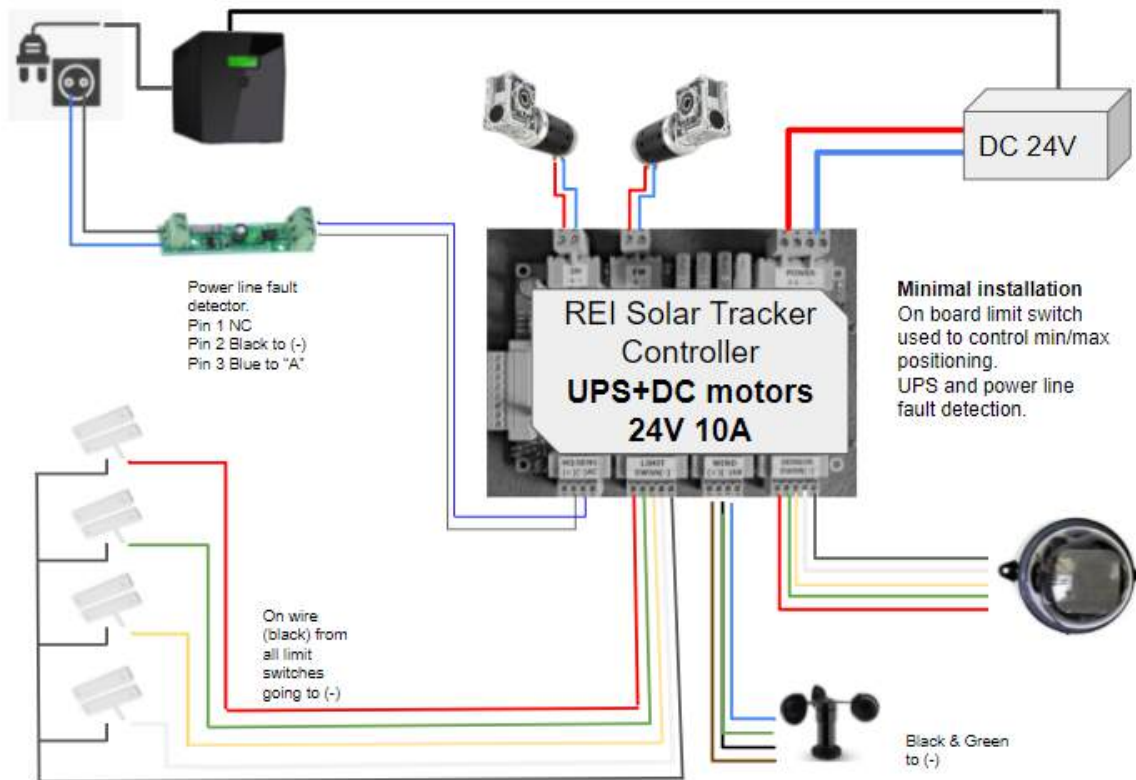 DC 24V
Power line fault
detector.
Pin 1 NC
Pin 2 Black to (-)
Pin 3 Blue to "A"
POWER
REI Solar Tracker
Controller
UPS+DC motors
24V 10A
Minimal installation
On board limit switch
used to control min/max
positioning.
UPS and power line
fault detection.
LIMIT
WIND
SENSOR
On wire
(black) from
all limit
switches
going to (-)
Black & Green
to (-)